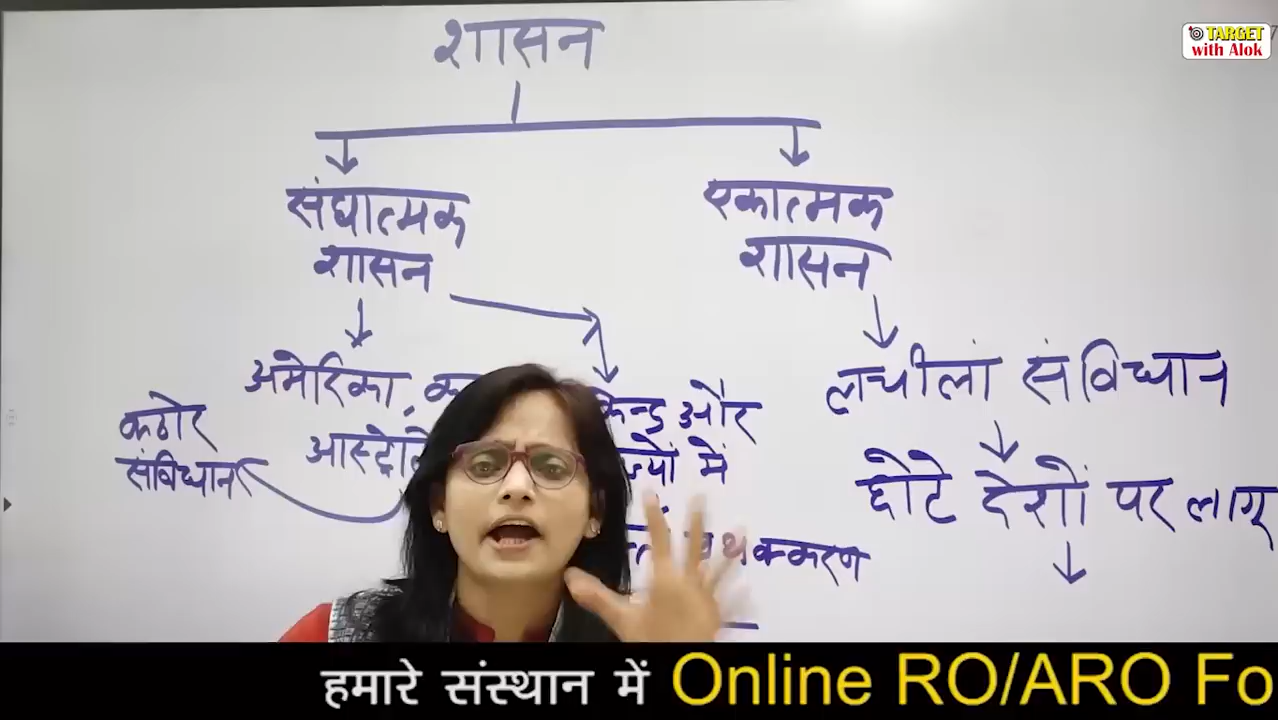 शासन
TARGET
with Alok
संघात्मक
शासन
एकात्मक
शासन
अमेरिका,
कठोर
संविधान
केन्द्र और
में
पृथक्करण
लचीलां संविधान
छोटे देशों पर लागू
हमारे संस्थान में Online RO/ARO Fo